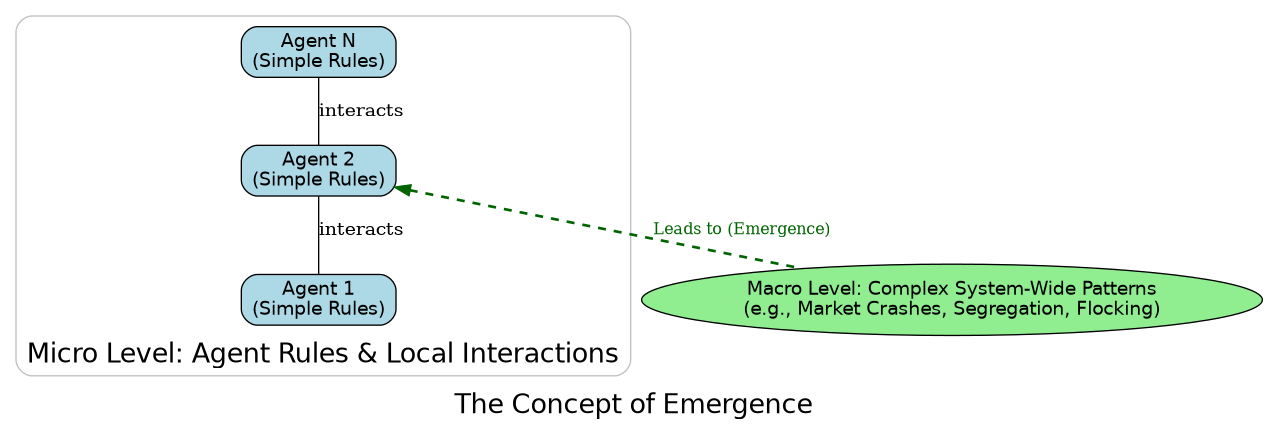 Agent N
(Simple Rules)
interacts
Agent 2
(Simple Rules)
interacts
Leads to (Emergence)
Agent 1
(Simple Rules)
Macro Level: Complex System-Wide Patterns
(e.g., Market Crashes, Segregation, Flocking)
Micro Level: Agent Rules & Local Interactions
The Concept of Emergence